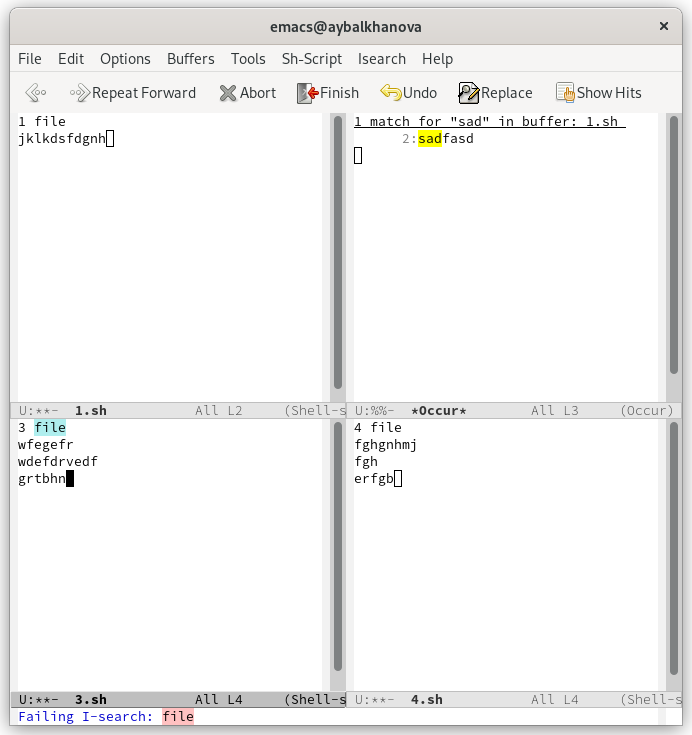 emacs@aybalkhanova ×
File Edit Options Buffers Tools Sh-Script Isearch Help
Repeat Forward Abort Finish Undo Replace Show Hits
1 file
jklkdsfdgnh
U:**- 1.sh All L2 (Shell-s
1 match for "sad" in buffer: 1.sh
2:sadfasd
U:%%- *Occur* All L3 (Occur)
3 file
wfegefr
wdefdrvedf
grtbhn
U:**- 3.sh All L4 (Shell-s
4 file
fghgnhmj
fgh
erfgb
U:**- 4.sh All L4 (Shell-s
Failing I-search: file